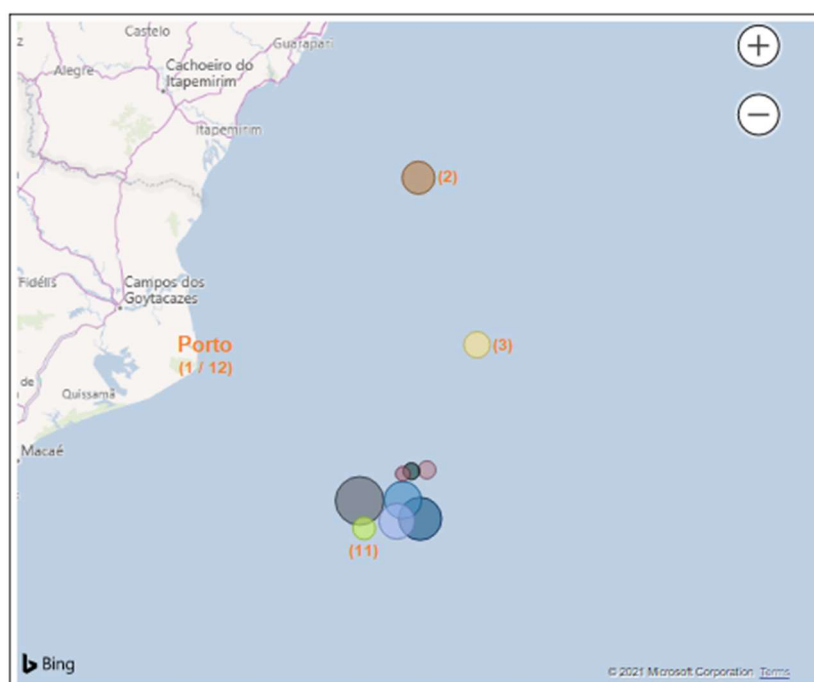 Castelo
Guarapari
z
Alegre
Cachoeiro do
Itapemirim
Itapemirim
(2)
Fidélis
Campos dos
Goytacazes
Porto
(1 / 12)
(3)
de
Quissamã
Macaé
(11)
Bing
© 2021 Microsoft Corporation Terms